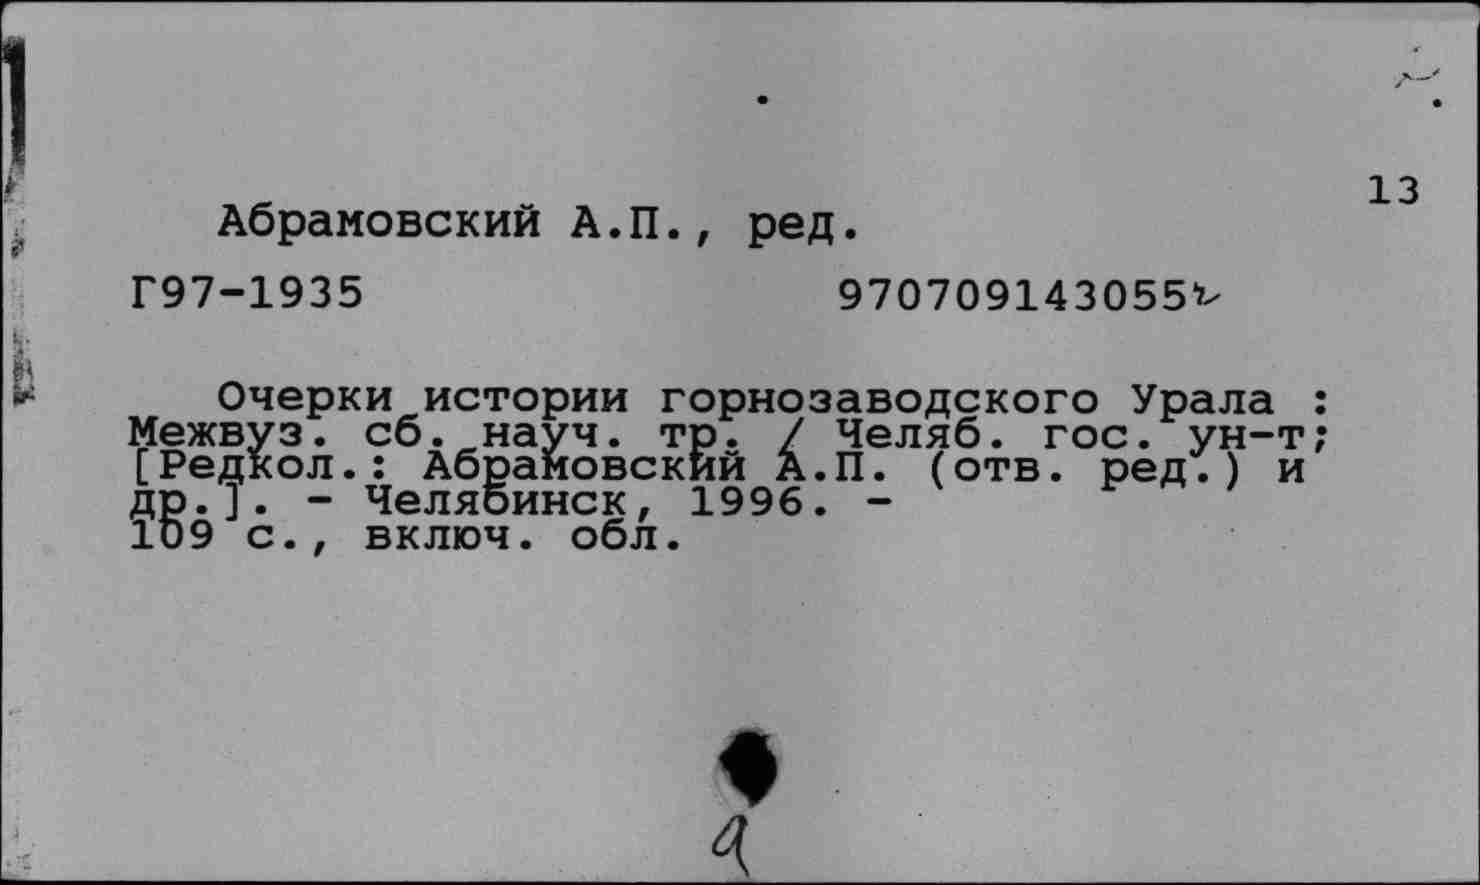 13
Абрамовский А.П., ред.
Г97-1935 970709143055
Очерки истории горнозаводского Урала :
Межвуз. сб. науч. тр. / Челяб. гос. ун-т;
[Редкол.: Абрамовский А.П. (отв. ред.) и
др.]. - Челябинск, 1996. -
109 с., включ. обл.